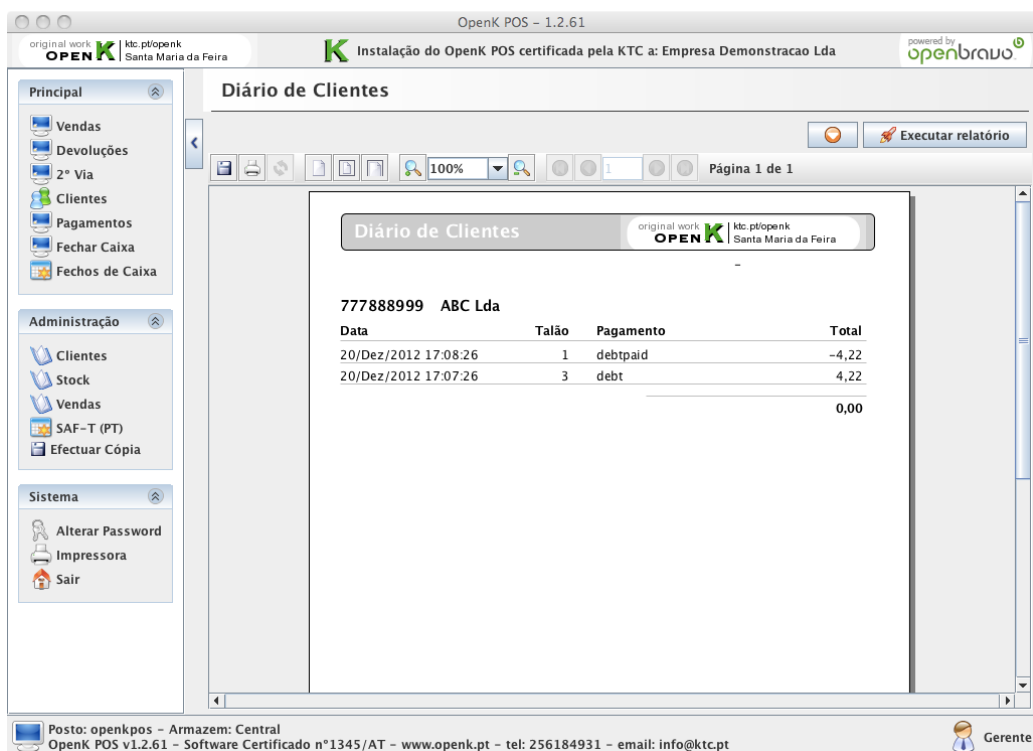 OpenK POS - 1.2.61
original work OPEN K ktc.pt/openk Santa Maria da Feira
K Instalação do OpenK POS certificada pela KTC a: Empresa Demonstracao Lda
powered by openbravo
Principal
Vendas
Devoluções
2° Via
Clientes
Pagamentos
Fechar Caixa
Fechos de Caixa
Administração
Clientes
Stock
Vendas
SAF-T (PT)
Efectuar Cópia
Sistema
Alterar Password
Impressora
Sair
Diário de Clientes
Executar relatório
100% 1 Página 1 de 1
Diário de Clientes
original work OPEN K ktc.pt/openk Santa Maria da Feira
-
777888999 ABC Lda
Data Talão Pagamento Total
20/Dez/2012 17:08:26 1 debtpaid -4,22
20/Dez/2012 17:07:26 3 debt 4,22
0,00
Posto: openkpos - Armazem: Central
OpenK POS v1.2.61 - Software Certificado n°1345/AT - www.openk.pt - tel: 256184931 - email: info@ktc.pt
Gerente